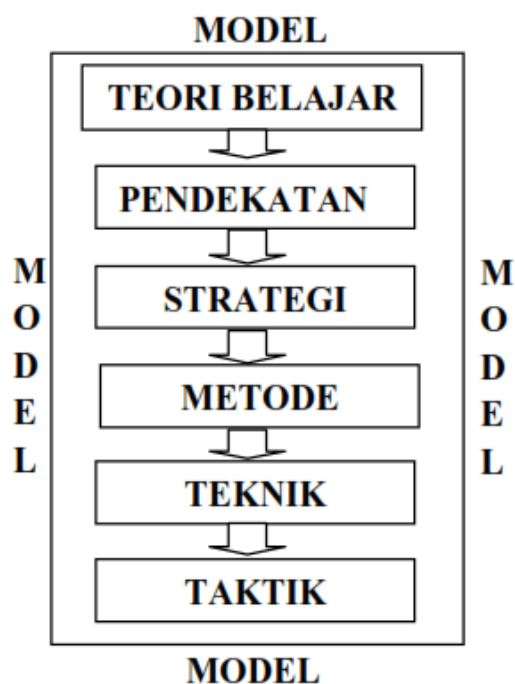 MODEL
TEORI BELAJAR
PENDEKATAN
STRATEGI
METODE
TEKNIK
TAKTIK
M
O
D
E
L
M
O
D
E
L
MODEL